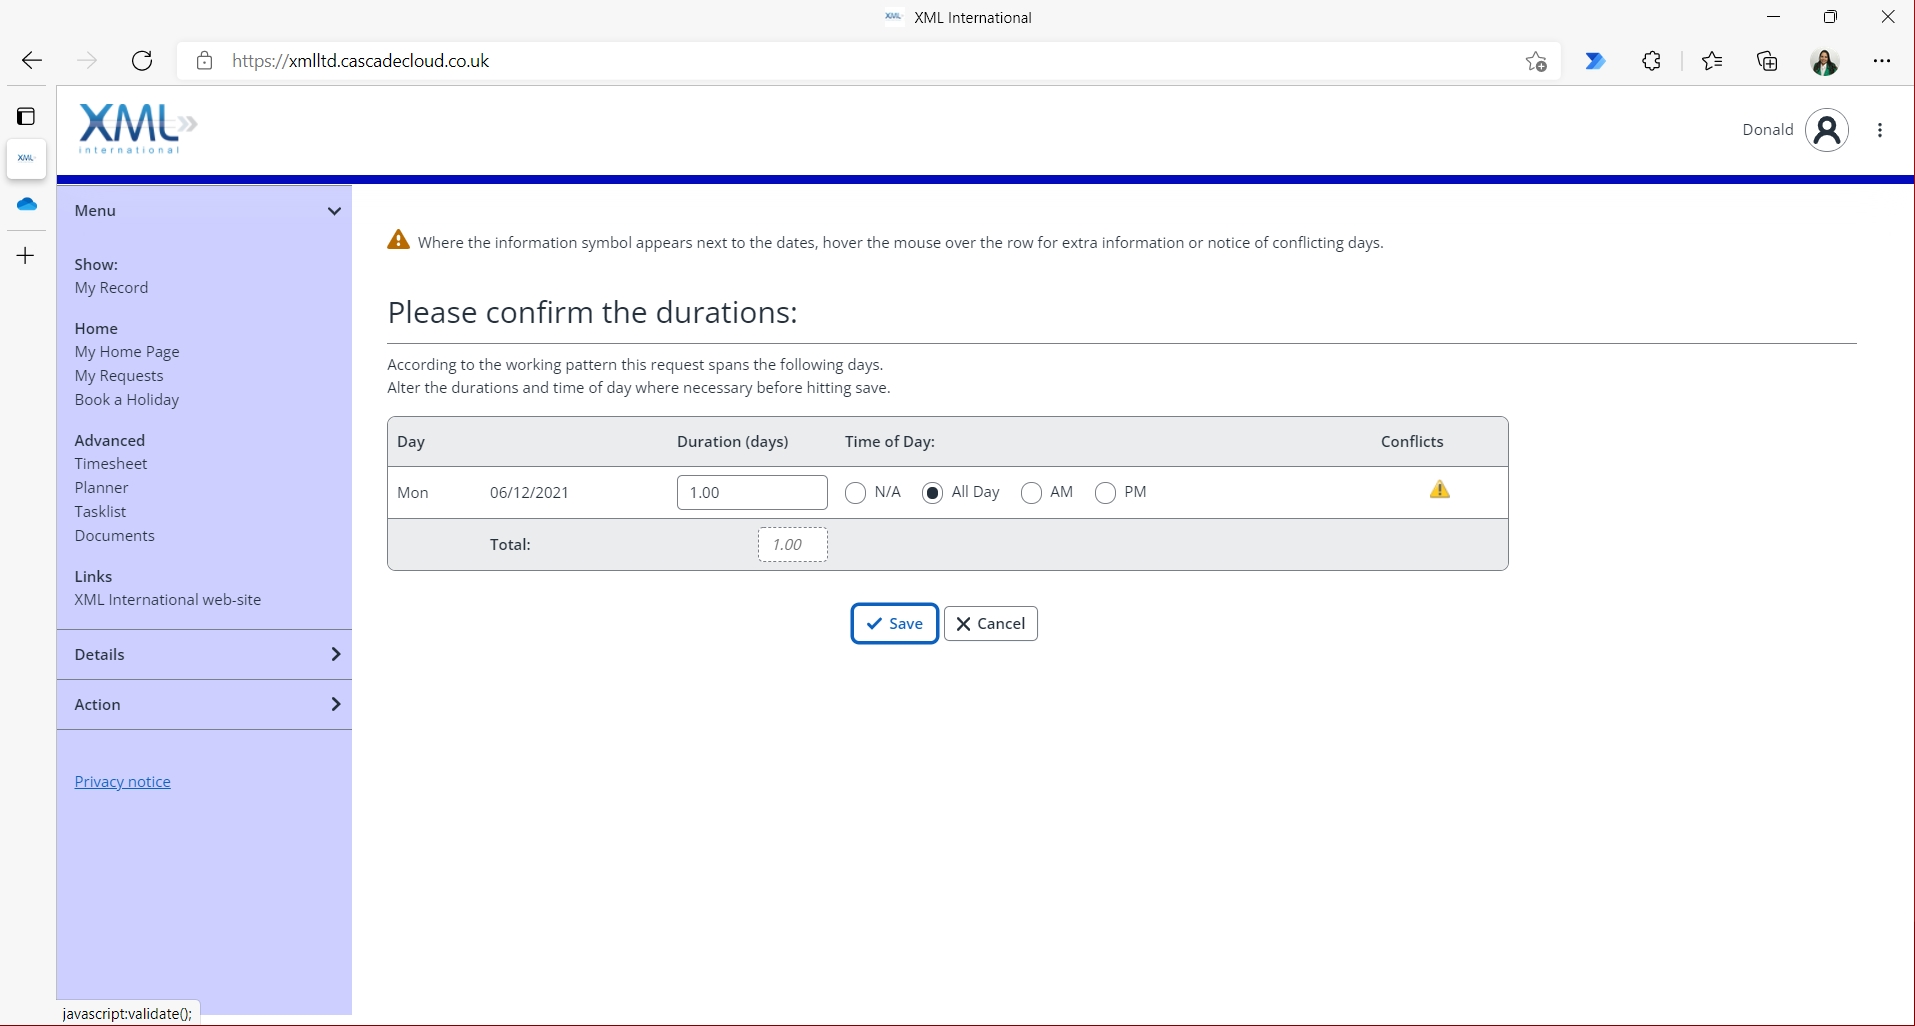 XML XML International
https://xmlltd.cascadecloud.co.uk
XML
XML
international
Donald
Menu
Show:
My Record
Home
My Home Page
My Requests
Book a Holiday
Advanced
Timesheet
Planner
Tasklist
Documents
Links
XML International web-site
Details
Action
Privacy notice
Where the information symbol appears next to the dates, hover the mouse over the row for extra information or notice of conflicting days.
Please confirm the durations:
According to the working pattern this request spans the following days.
Alter the durations and time of day where necessary before hitting save.
Day Duration (days) Time of Day: Conflicts
Mon 06/12/2021 1.00 N/A All Day AM PM
Total: 1.00
Save Cancel
javascript:validate();